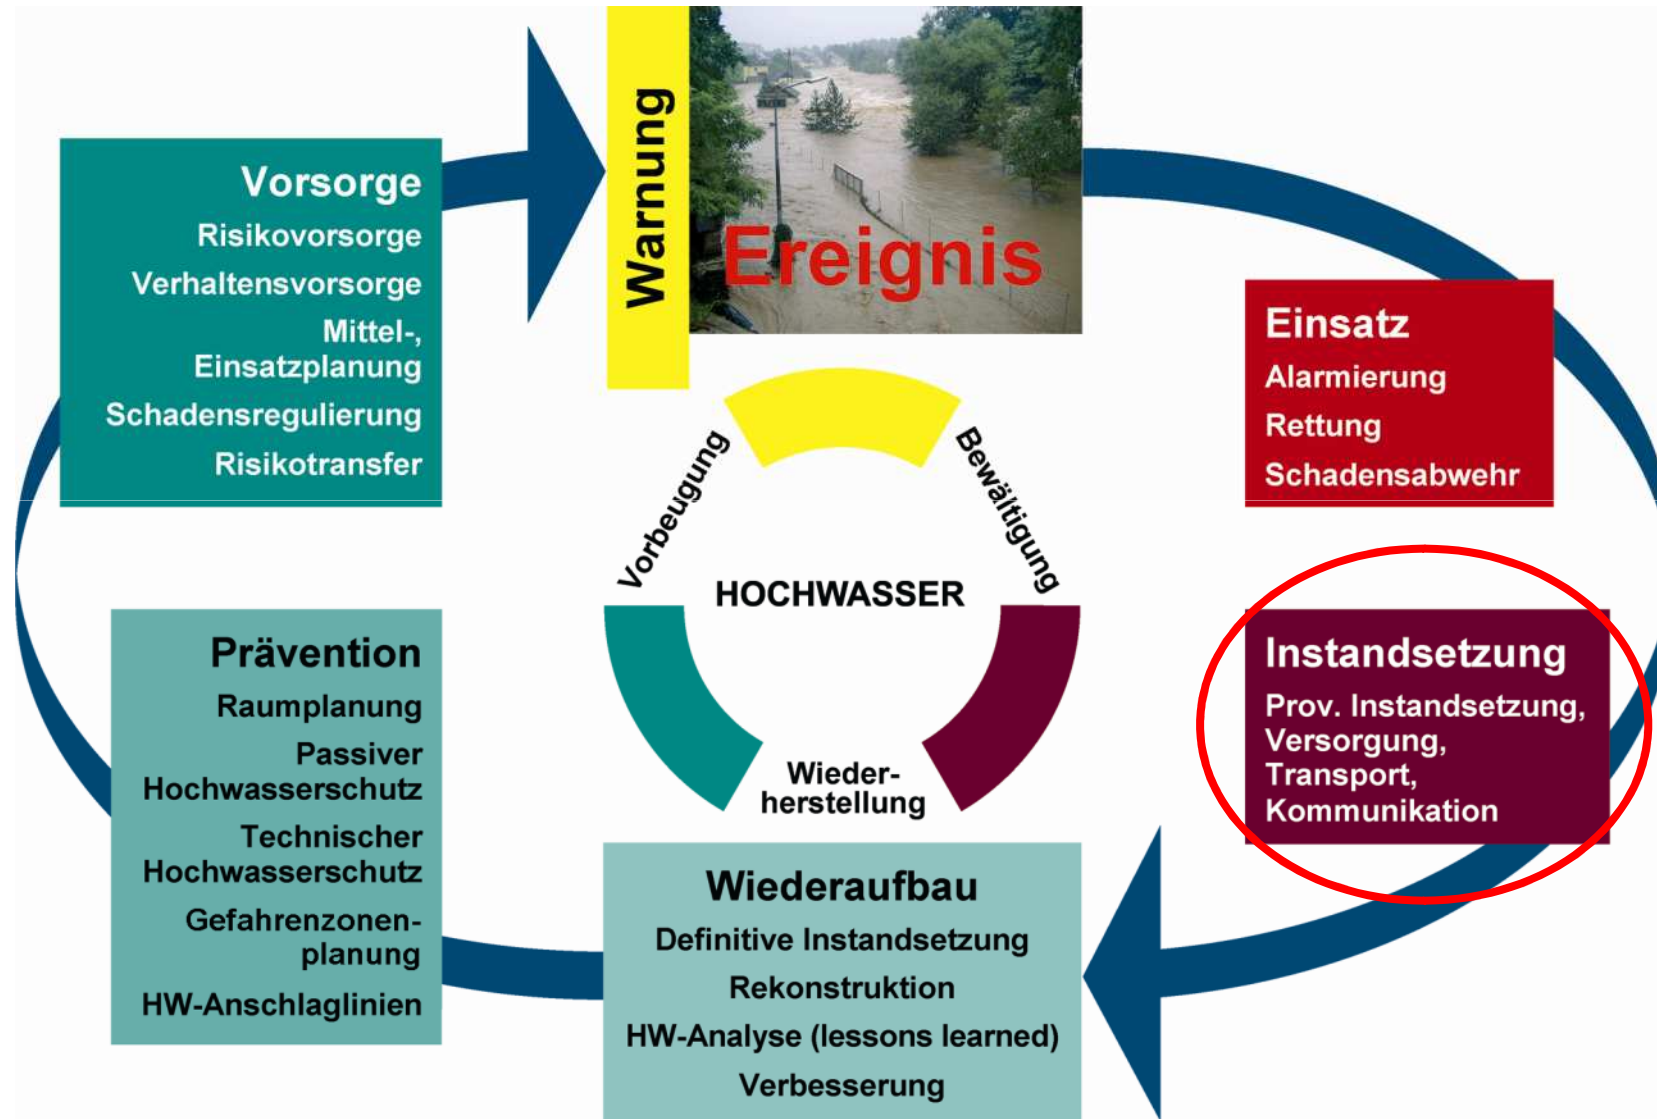 Warnung
Ereignis
Vorsorge
Risikovorsorge
Verhaltensvorsorge
Mittel-,
Einsatzplanung
Schadensregulierung
Risikotransfer
Einsatz
Alarmierung
Rettung
Schadensabwehr
Vorbeugung
Bewältigung
HOCHWASSER
Wieder-
herstellung
Prävention
Raumplanung
Passiver
Hochwasserschutz
Technischer
Hochwasserschutz
Gefahrenzonen-
planung
HW-Anschlaglinien
Instandsetzung
Prov. Instandsetzung,
Versorgung,
Transport,
Kommunikation
Wiederaufbau
Definitive Instandsetzung
Rekonstruktion
HW-Analyse (lessons learned)
Verbesserung